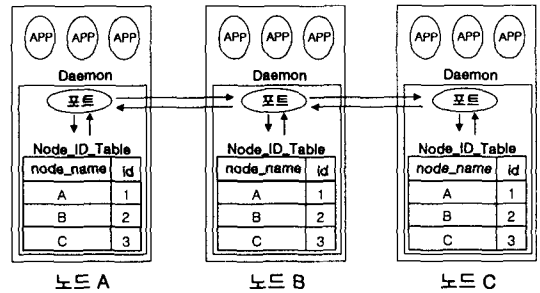 APP APP APP APP APP APP APP APP APP
Daemon Daemon Daemon
포트 포트 포트
Node_ID_Table Node_ID_Table Node_ID_Table
node_name id node_name id node_name id
A 1 A 1 A 1
B 2 B 2 B 2
C 3 C 3 C 3
노드 A 노드 B 노드 C